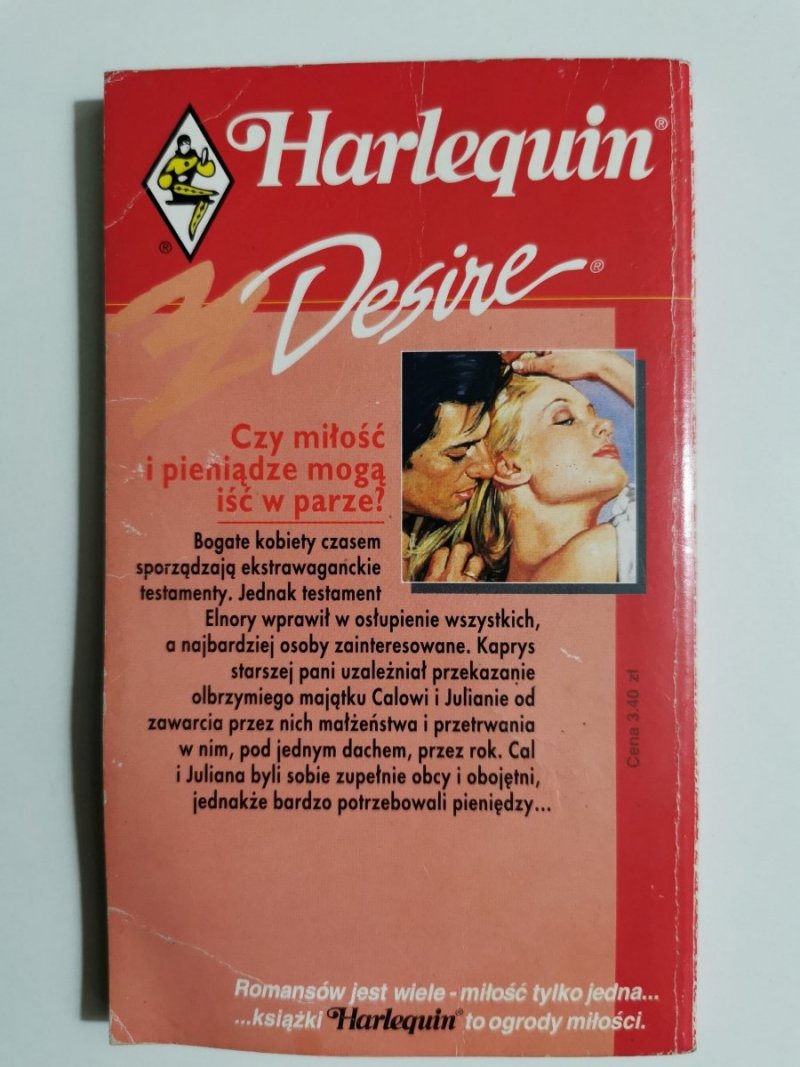 Harlequin®
®
Desire®
Czy miłość
i pieniądze mogą
iść w parze?
Bogate kobiety czasem
sporządzają ekstrawaganckie
testamenty. Jednak testament
Elnory wprawił w osłupienie wszystkich,
a najbardziej osoby zainteresowane. Kaprys
starszej pani uzależniał przekazanie
olbrzymiego majątku Calowi i Julianie od
zawarcia przez nich małżeństwa i przetrwania
w nim, pod jednym dachem, przez rok. Cal
i Juliana byli sobie zupełnie obcy i obojętni,
jednakże bardzo potrzebowali pieniędzy...
Cena 3.40 zł
Romansów jest wiele - miłość tylko jedna...
...książki Harlequin® to ogrody miłości.